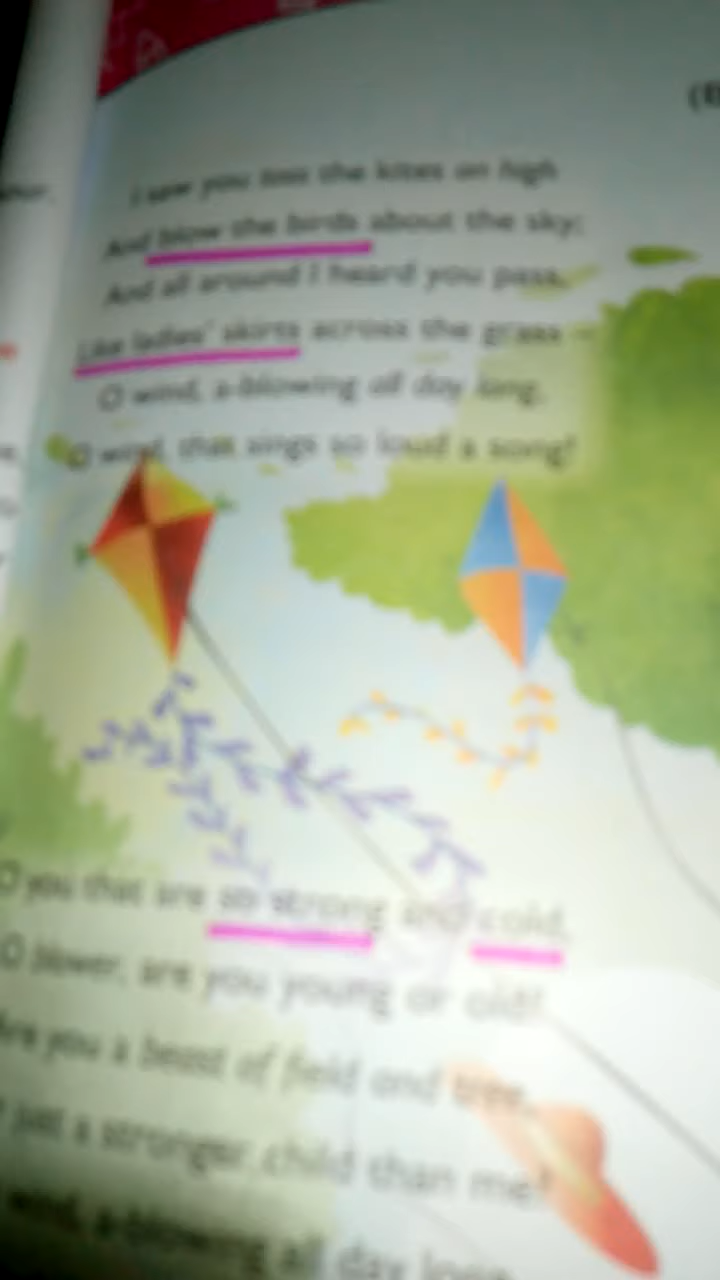 I saw you toss the kites on high
And blow the birds about the sky;
And all around I heard you pass,
Like ladies' skirts across the grass –
O wind, a-blowing all day long,
O wind, that sings so loud a song!
O you that are so strong and cold,
O blower, are you young or old?
Are you a beast of field and tree,
just a stronger child than me?
wind, a-blowing all day long,